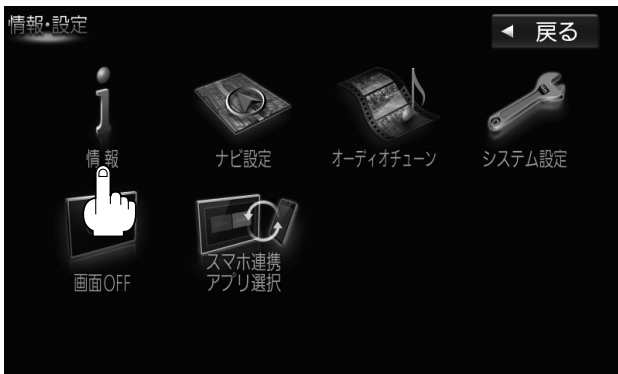 情報・設定
戻る
情報
ナビ設定
オーディオチューン
システム設定
画面OFF
スマホ連携
アプリ選択